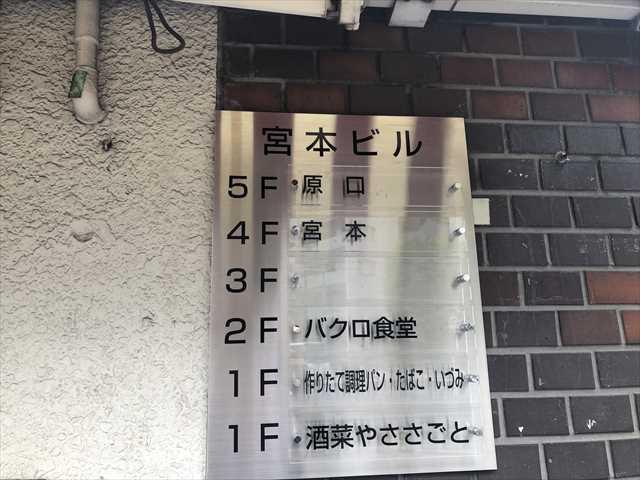 宮本ビル
5F 原口
4F 宮本
3F
2F バクロ食堂
1F 作りたて調理パン・たばこ・いづみ
1F 酒菜やささごと